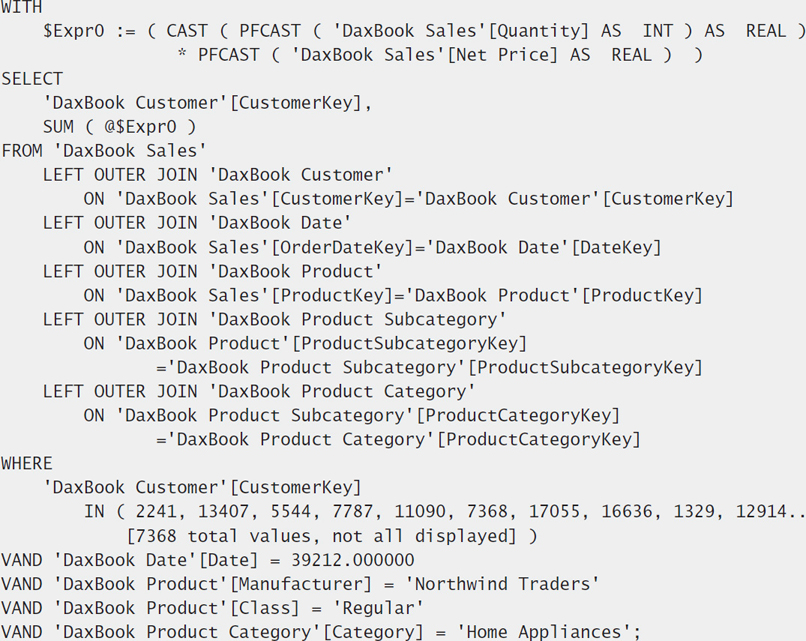 WITH
$Expr0 := ( CAST ( PFCAST ( 'DaxBook Sales'[Quantity] AS INT ) AS REAL )
* PFCAST ( 'DaxBook Sales'[Net Price] AS REAL ) )
SELECT
'DaxBook Customer'[CustomerKey],
SUM ( @$Expr0 )
FROM 'DaxBook Sales'
LEFT OUTER JOIN 'DaxBook Customer'
ON 'DaxBook Sales'[CustomerKey]='DaxBook Customer'[CustomerKey]
LEFT OUTER JOIN 'DaxBook Date'
ON 'DaxBook Sales'[OrderDateKey]='DaxBook Date'[DateKey]
LEFT OUTER JOIN 'DaxBook Product'
ON 'DaxBook Sales'[ProductKey]='DaxBook Product'[ProductKey]
LEFT OUTER JOIN 'DaxBook Product Subcategory'
ON 'DaxBook Product'[ProductSubcategoryKey]
='DaxBook Product Subcategory'[ProductSubcategoryKey]
LEFT OUTER JOIN 'DaxBook Product Category'
ON 'DaxBook Product Subcategory'[ProductCategoryKey]
='DaxBook Product Category'[ProductCategoryKey]
WHERE
'DaxBook Customer'[CustomerKey]
IN ( 2241, 13407, 5544, 7787, 11090, 7368, 17055, 16636, 1329, 12914..
[7368 total values, not all displayed] )
VAND 'DaxBook Date'[Date] = 39212.000000
VAND 'DaxBook Product'[Manufacturer] = 'Northwind Traders'
VAND 'DaxBook Product'[Class] = 'Regular'
VAND 'DaxBook Product Category'[Category] = 'Home Appliances';